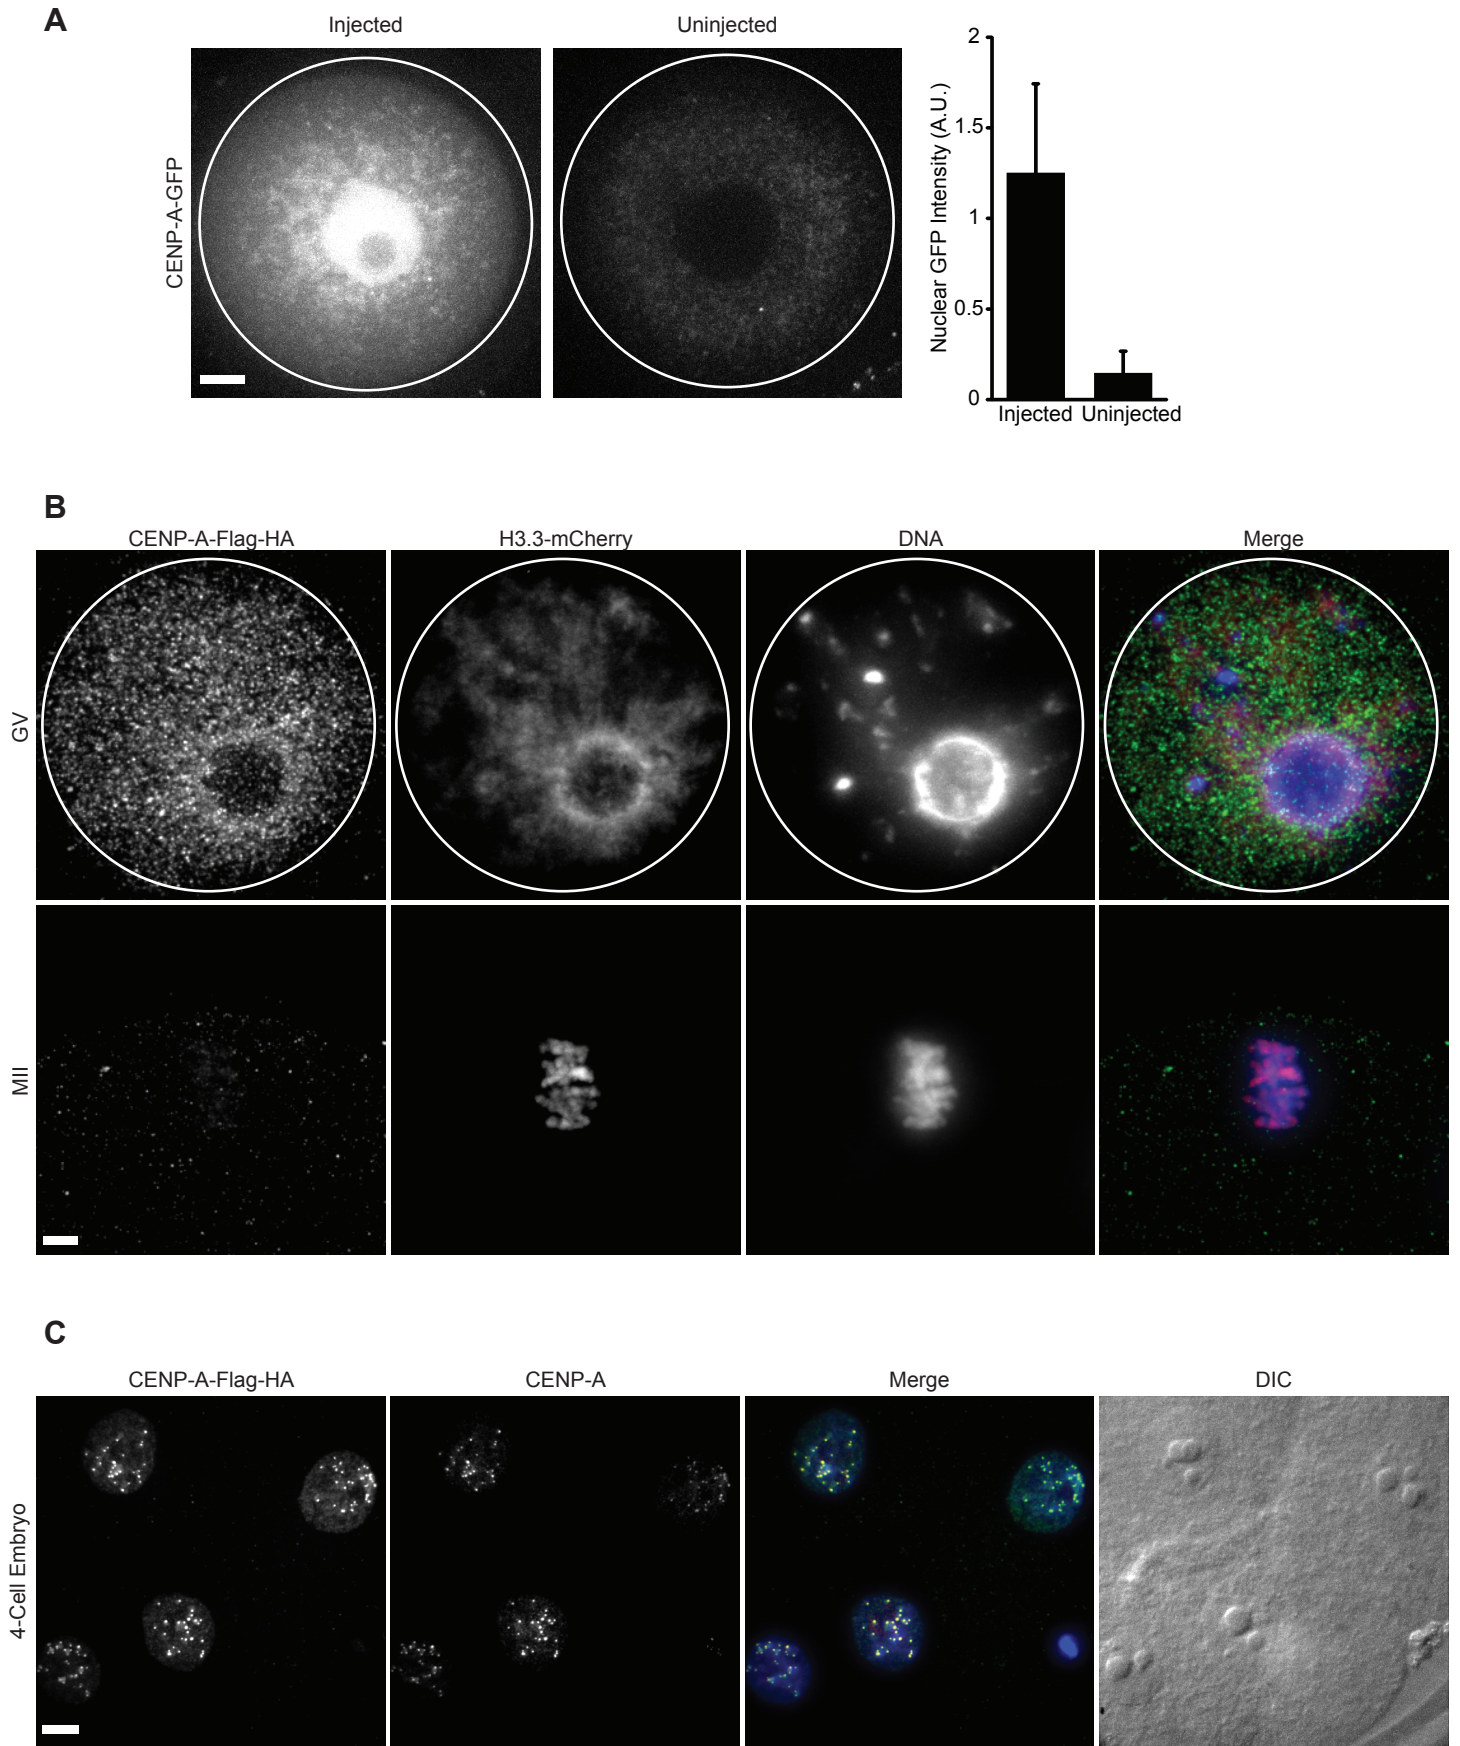 A
Injected
Uninjected
CENP-A-GFP
Nuclear GFP Intensity (A.U.)
2
1.5
1
0.5
0
Injected Uninjected
B
CENP-A-Flag-HA
H3.3-mCherry
DNA
Merge
GV
MII
C
CENP-A-Flag-HA
CENP-A
Merge
DIC
4-Cell Embryo